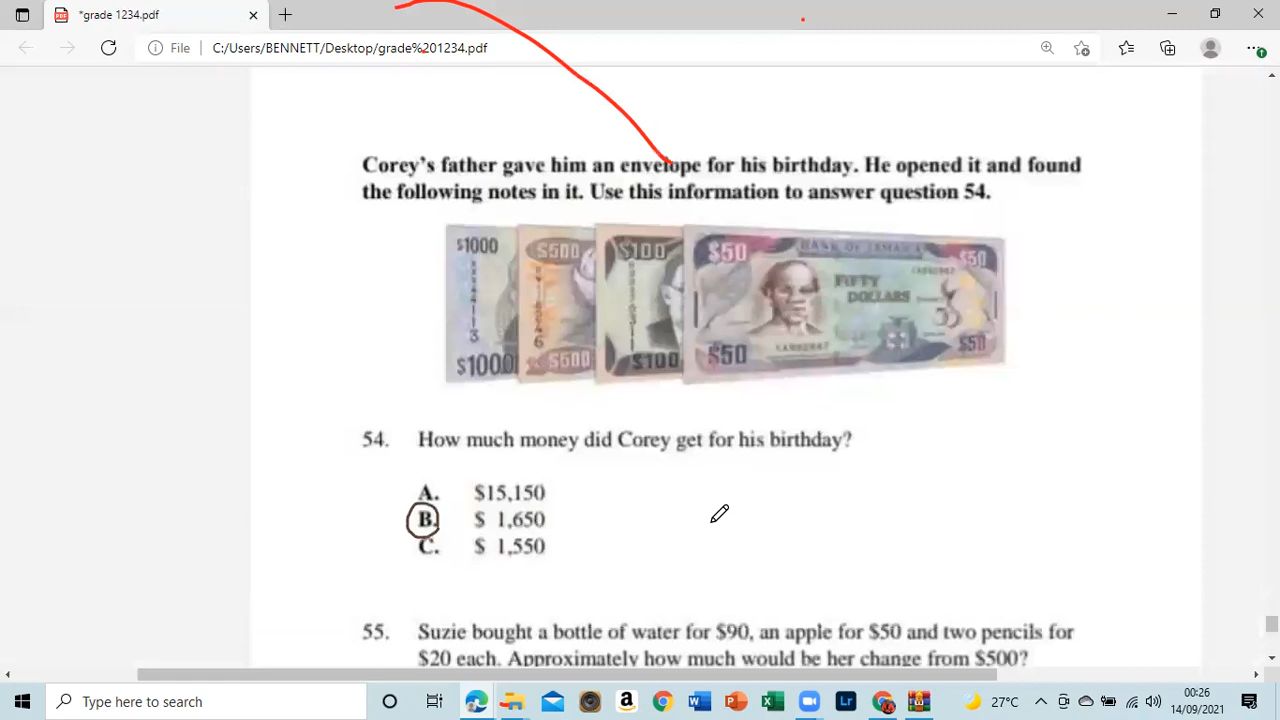 *grade 1234.pdf
File
C:/Users/BENNETT/Desktop/grade%201234.pdf
Corey's father gave him an envelope for his birthday. He opened it and found
the following notes in it. Use this information to answer question 54.
$1000
$500
$100
$50
BANK OF JAMAICA
$50
FIFTY
DOLLARS
$1000
$500
$100
$50
$50
54. How much money did Corey get for his birthday?
A. $15,150
B. $ 1,650
C. $ 1,550
55. Suzie bought a bottle of water for $90, an apple for $50 and two pencils for
$20 each. Approximately how much would be her change from $500?
Type here to search
a
Lr
27°C
00:26
14/09/2021